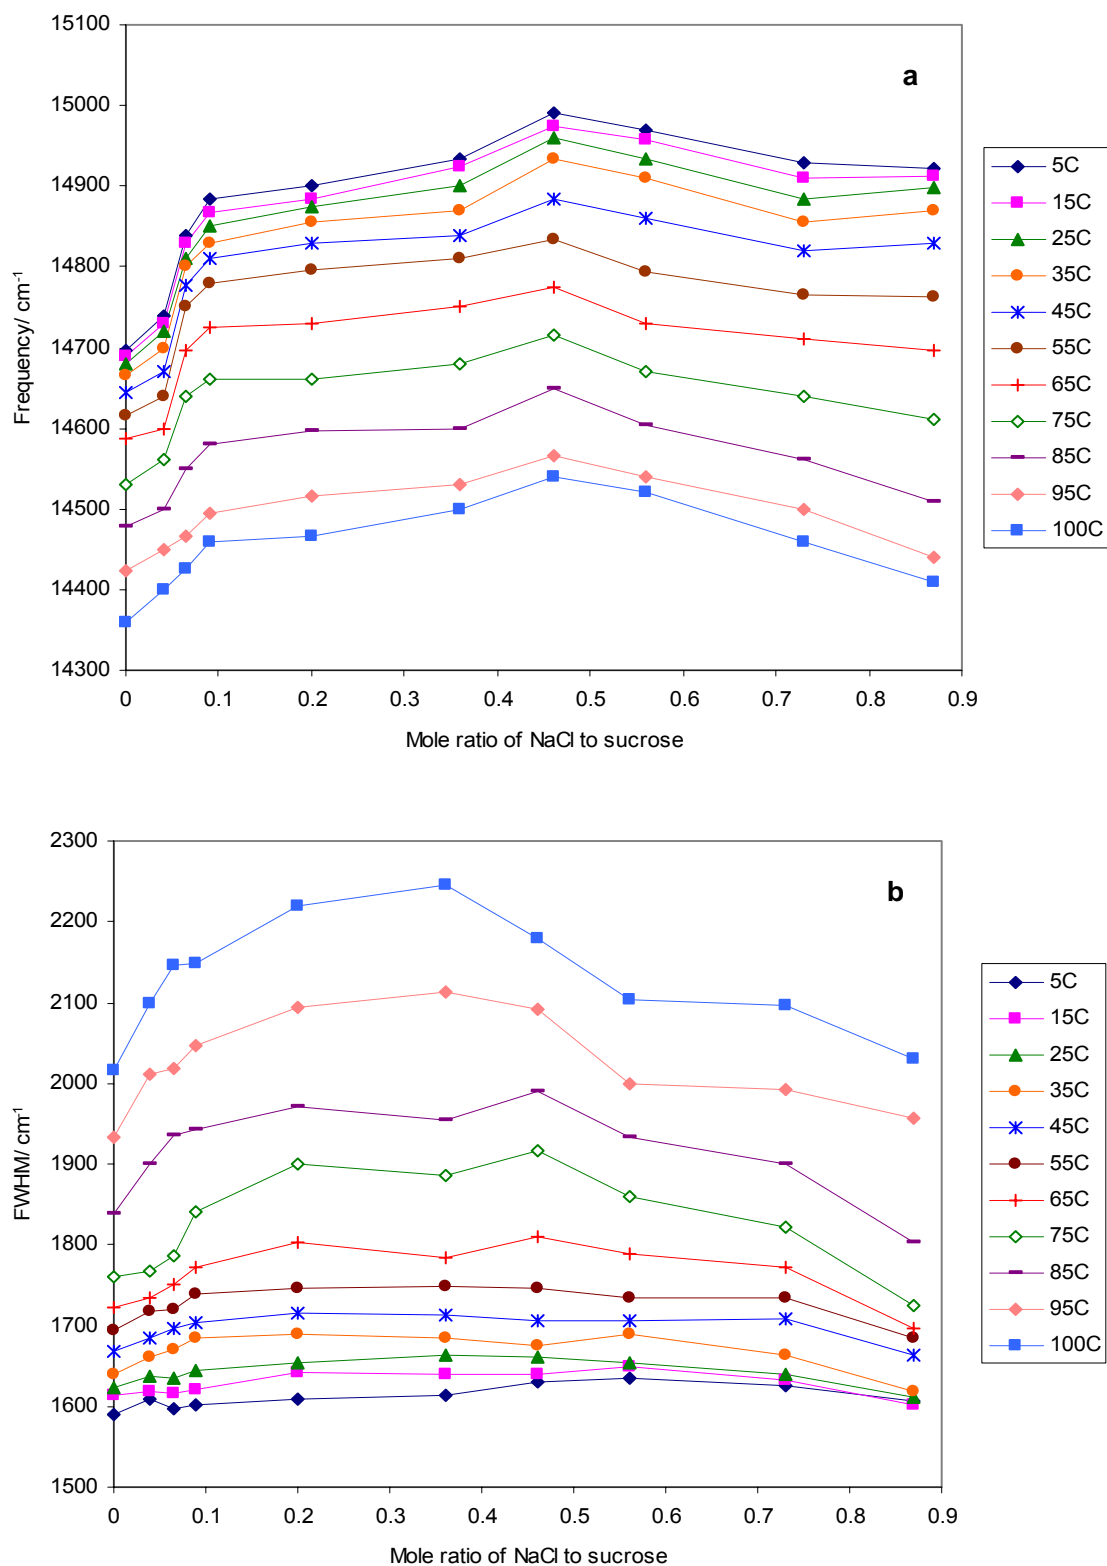 15100
15000
14900
14800
14700
14600
14500
14400
14300
Frequency/ cm⁻¹
a
0 0.1 0.2 0.3 0.4 0.5 0.6 0.7 0.8 0.9
Mole ratio of NaCl to sucrose
5C
15C
25C
35C
45C
55C
65C
75C
85C
95C
100C
2300
2200
2100
2000
1900
1800
1700
1600
1500
FWHM/ cm⁻¹
b
0 0.1 0.2 0.3 0.4 0.5 0.6 0.7 0.8 0.9
Mole ratio of NaCl to sucrose
5C
15C
25C
35C
45C
55C
65C
75C
85C
95C
100C